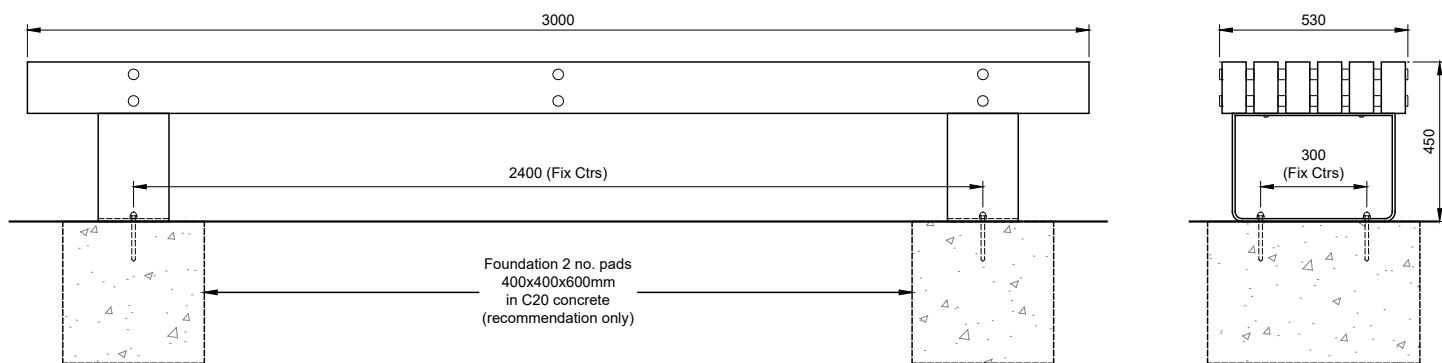 3000
530
450
2400 (Fix Ctrs)
300
(Fix Ctrs)
Foundation 2 no. pads
400x400x600mm
in C20 concrete
(recommendation only)